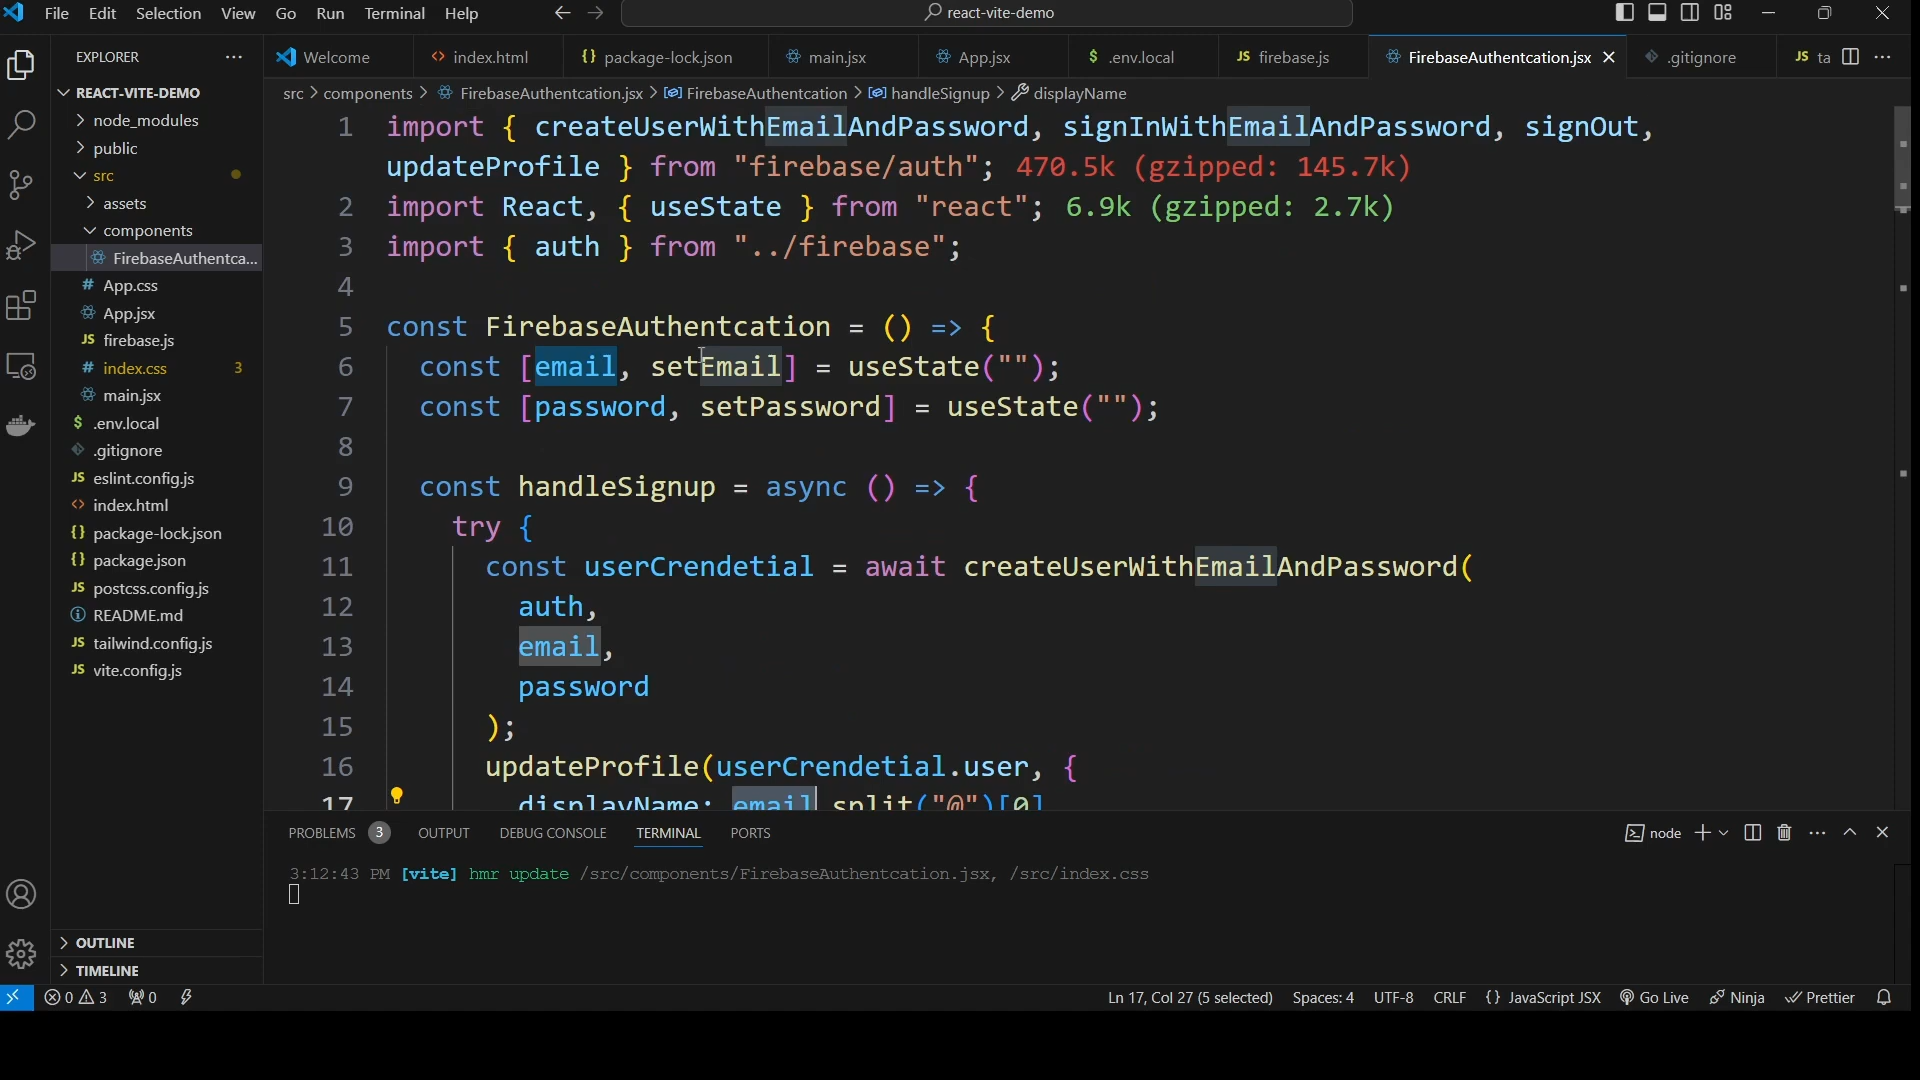 File Edit Selection View Go Run Terminal Help
react-vite-demo
EXPLORER
Welcome
index.html
package-lock.json
main.jsx
App.jsx
.env.local
firebase.js
FirebaseAuthentcation.jsx
.gitignore
ta
REACT-VITE-DEMO
node_modules
public
src
assets
components
FirebaseAuthentca...
App.css
App.jsx
firebase.js
index.css 3
main.jsx
.env.local
.gitignore
eslint.config.js
index.html
package-lock.json
package.json
postcss.config.js
README.md
tailwind.config.js
vite.config.js
OUTLINE
TIMELINE
src > components > FirebaseAuthentcation.jsx > FirebaseAuthentcation > handleSignup > displayName
1 import { createUserWithEmailAndPassword, signInWithEmailAndPassword, signOut,
updateProfile } from "firebase/auth"; 470.5k (gzipped: 145.7k)
2 import React, { useState } from "react"; 6.9k (gzipped: 2.7k)
3 import { auth } from "../firebase";
4
5 const FirebaseAuthentcation = () => {
6 const [email, setEmail] = useState("");
7 const [password, setPassword] = useState("");
8
9 const handleSignup = async () => {
10 try {
11 const userCrendetial = await createUserWithEmailAndPassword(
12 auth,
13 email,
14 password
15 );
16 updateProfile(userCrendetial.user, {
17 displayName: email.split("@")[0]
PROBLEMS 3 OUTPUT DEBUG CONSOLE TERMINAL PORTS
node
3:12:43 PM [vite] hmr update /src/components/FirebaseAuthentcation.jsx, /src/index.css
0 3 0
Ln 17, Col 27 (5 selected) Spaces: 4 UTF-8 CRLF {} JavaScript JSX Go Live Ninja Prettier